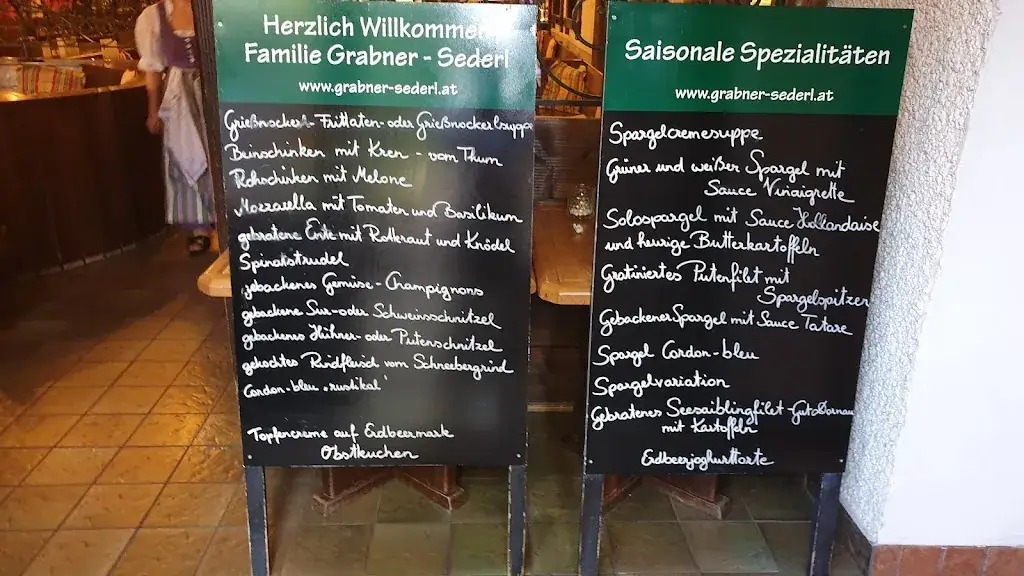 Herzlich Willkommen
Familie Grabner - Sederl
www.grabner-sederl.at
Grießnockerl- Frittaten- oder Grießnockerlsuppe
Beinschinken mit Kren - vom Thum
Rohschinken mit Melone
Mozzarella mit Tomaten und Basilikum
gebratene Ente mit Rotkraut und Knödel
Spinatstrudel
gebackenes Gemüse - Champignons
gebackene Sur- oder Schweinsschnitzel
gebackenes Hühner- oder Putenschnitzel
gekochtes Rindfleisch vom Schneebergrind
Cordon-bleu „rustikal'
Topfencreme auf Erdbeermark
Obstkuchen
Saisonale Spezialitäten
www.grabner-sederl.at
Spargelcremesuppe
Grüner und weißer Spargel mit
Sauce Vinaigrette
Solospargel mit Sauce Hollandaise
und heurige Butterkartoffeln
Gratiniertes Putenfilet mit
Spargelspitzen
Gebackener Spargel mit Sauce Tatare
Spargel Cordon-bleu
Spargelvariation
Gebratenes Seesaiblingfilet - Gut Dornau
mit Kartoffeln
Erdbeerjoghurttorte